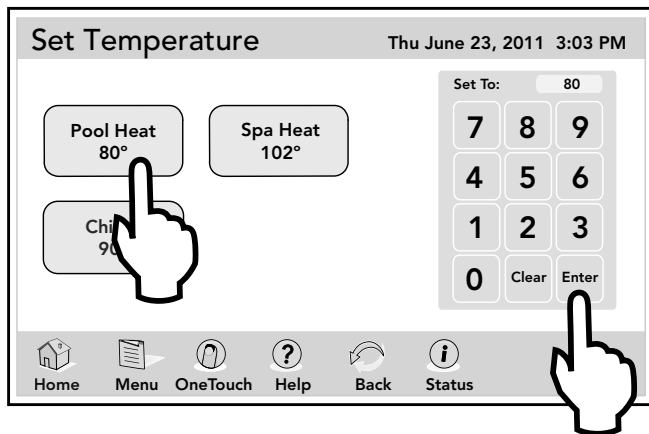 Set Temperature
Thu June 23, 2011 3:03 PM
Pool Heat
80°
Spa Heat
102°
Set To: 80
7 8 9
4 5 6
1 2 3
0 Clear Enter
Home Menu OneTouch Help Back Status